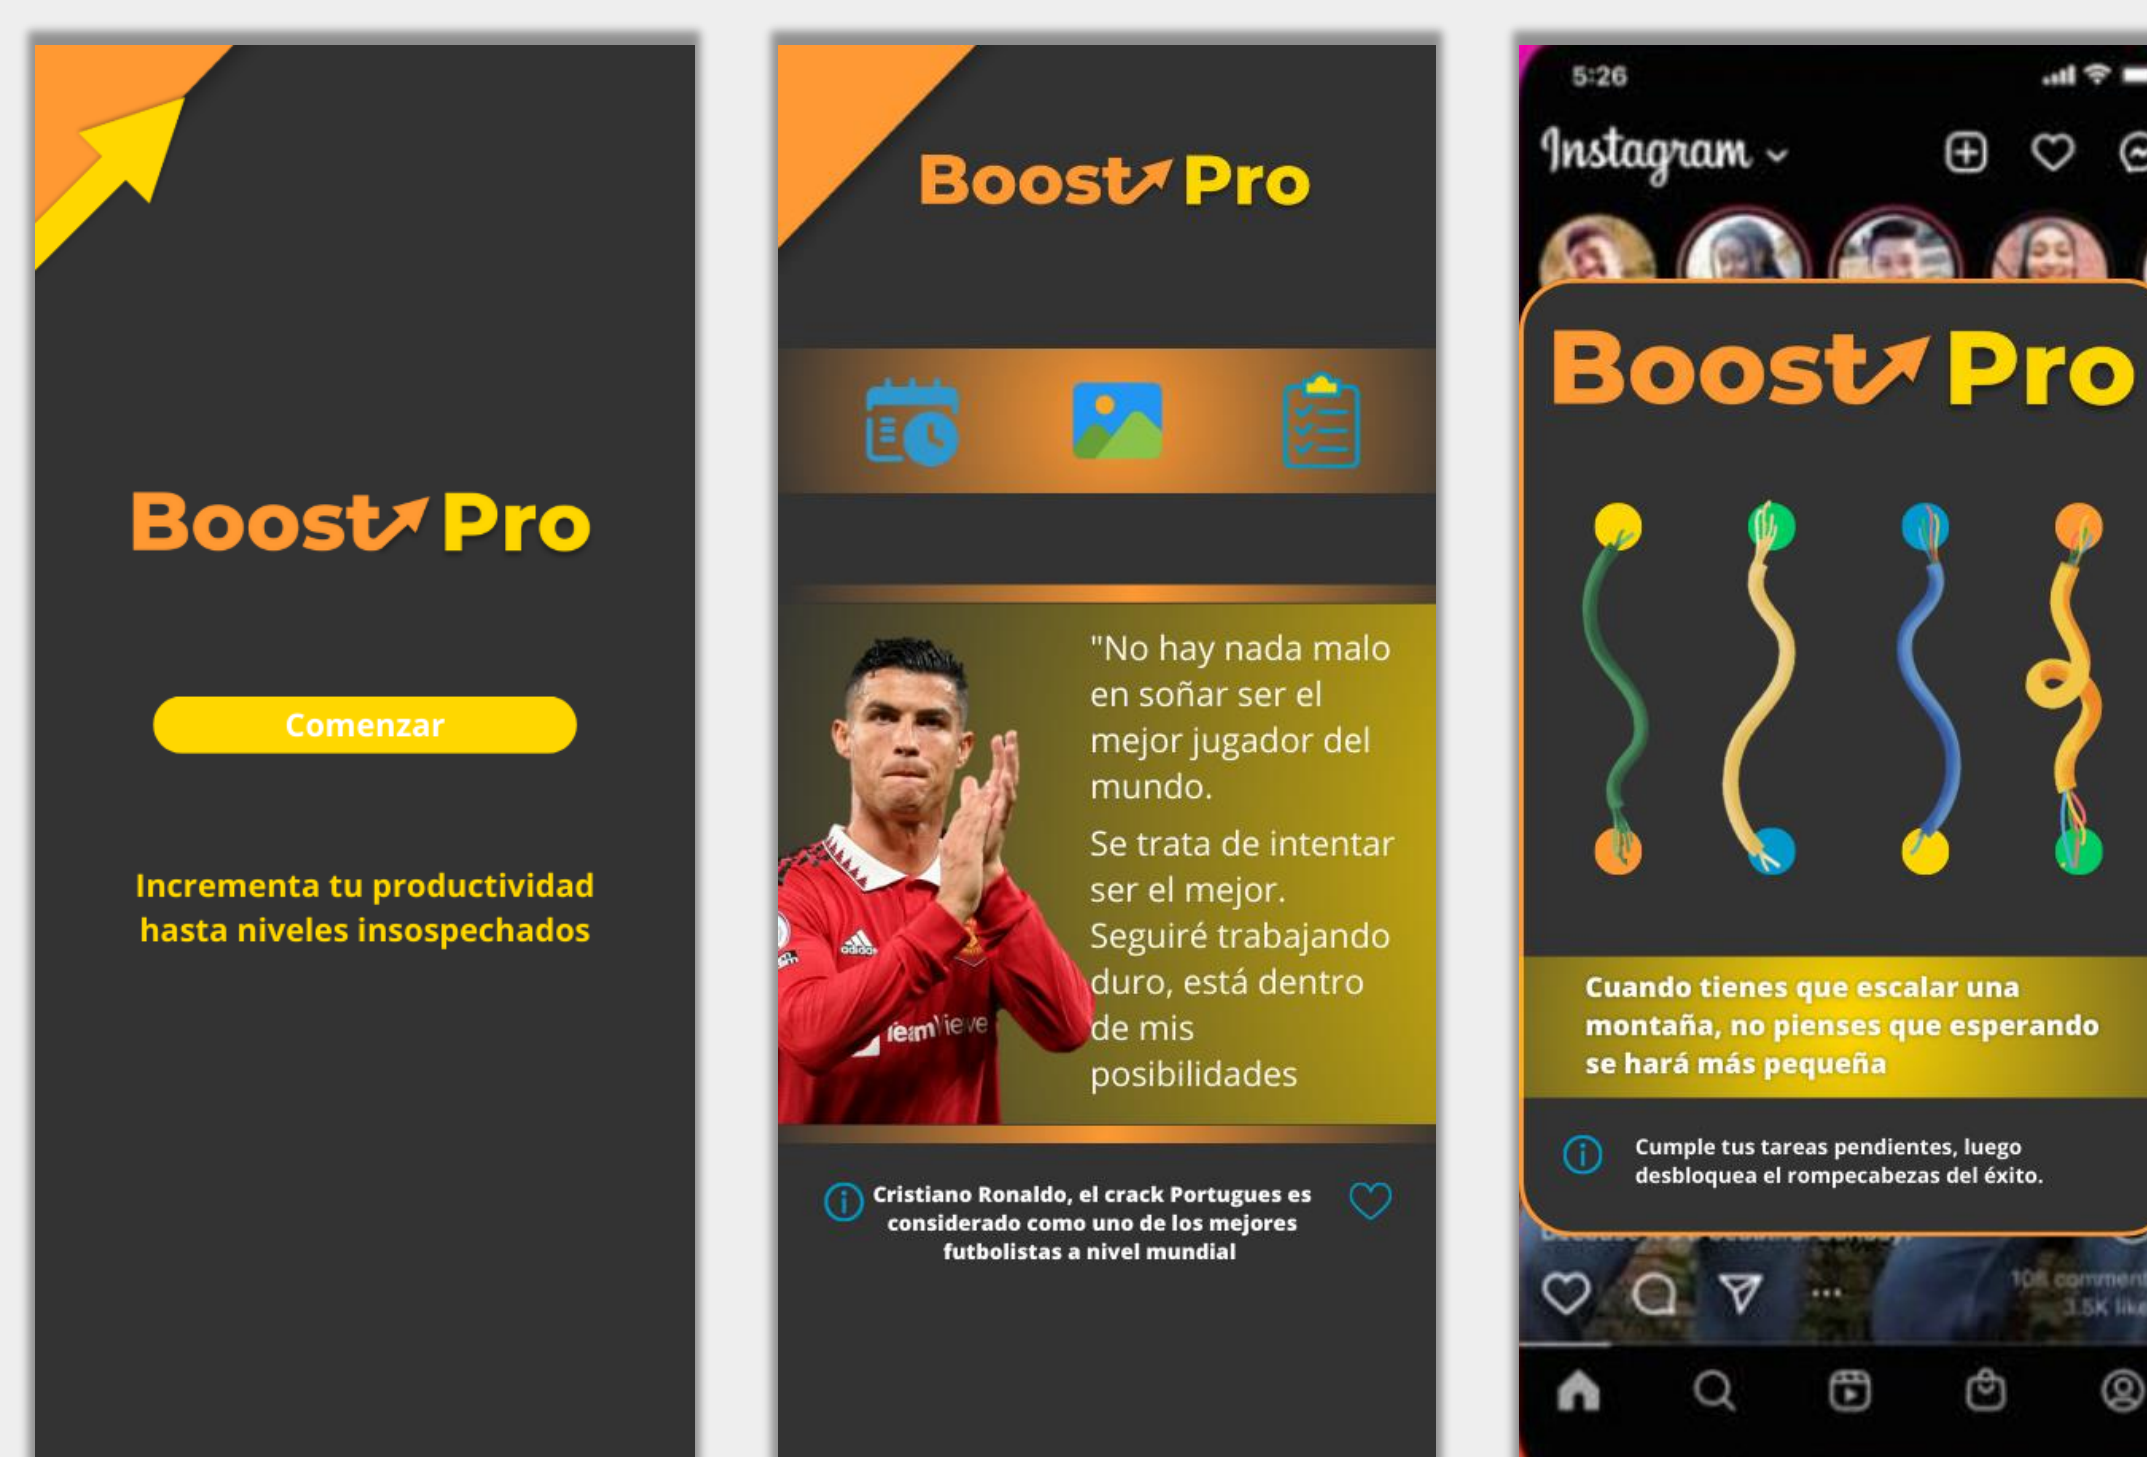 Boost Pro
Comenzar
Incrementa tu productividad
hasta niveles insospechados
Boost Pro
"No hay nada malo
en soñar ser el
mejor jugador del
mundo.
Se trata de intentar
ser el mejor.
Seguiré trabajando
duro, está dentro
de mis
posibilidades
adidas
TeamViewe
Cristiano Ronaldo, el crack Portugues es
considerado como uno de los mejores
futbolistas a nivel mundial
5:26
Instagram
Boost Pro
Cuando tienes que escalar una
montaña, no pienses que esperando
se hará más pequeña
Cumple tus tareas pendientes, luego
desbloquea el rompecabezas del éxito.
3.5K